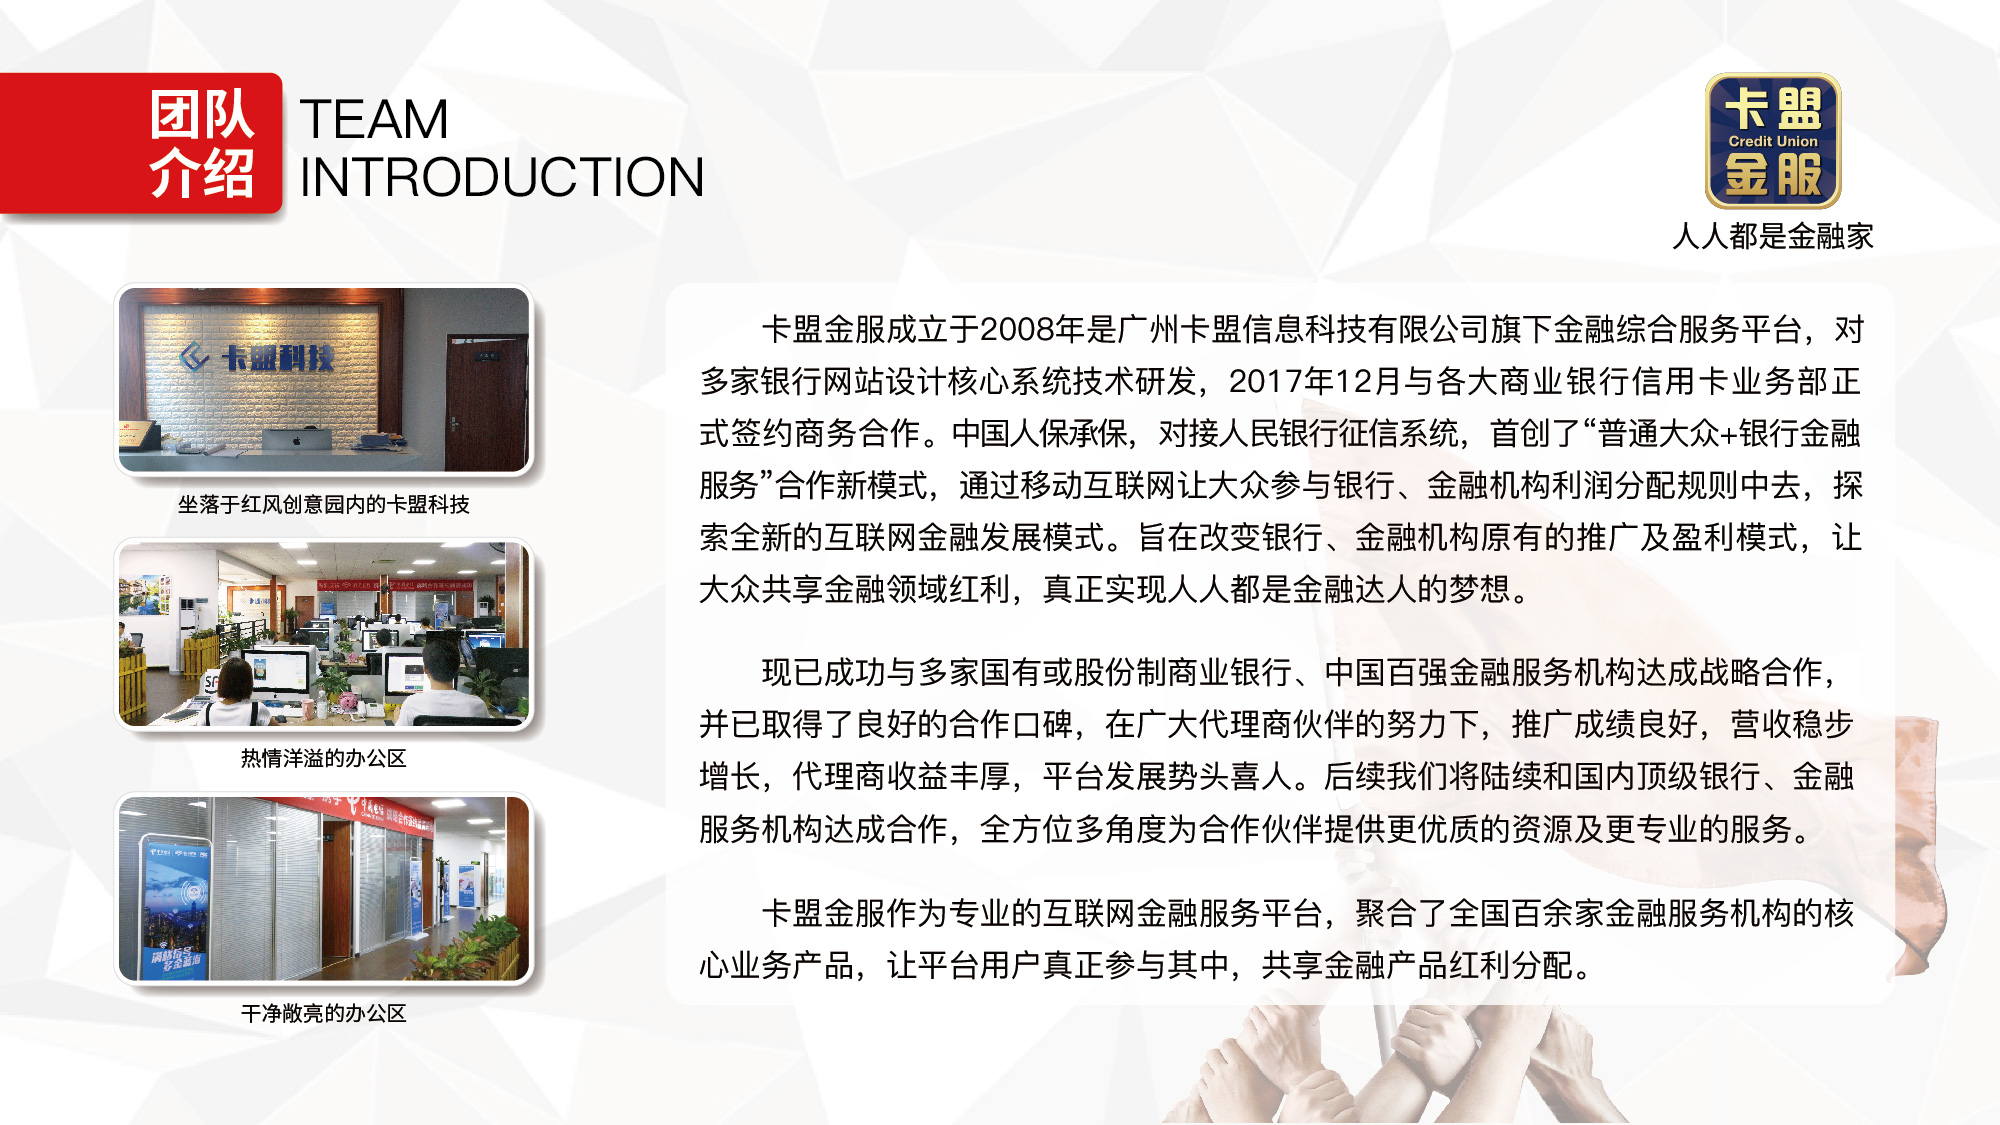 团队
介绍
TEAM
INTRODUCTION
卡盟
Credit Union
金服
人人都是金融家
卡盟科技
坐落于红风创意园内的卡盟科技
热情洋溢的办公区
干净敞亮的办公区
卡盟金服成立于2008年是广州卡盟信息科技有限公司旗下金融综合服务平台，对
多家银行网站设计核心系统技术研发，2017年12月与各大商业银行信用卡业务部正
式签约商务合作。中国人保承保，对接人民银行征信系统，首创了“普通大众+银行金融
服务”合作新模式，通过移动互联网让大众参与银行、金融机构利润分配规则中去，探
索全新的互联网金融发展模式。旨在改变银行、金融机构原有的推广及盈利模式，让
大众共享金融领域红利，真正实现人人都是金融达人的梦想。
现已成功与多家国有或股份制商业银行、中国百强金融服务机构达成战略合作，
并已取得了良好的合作口碑，在广大代理商伙伴的努力下，推广成绩良好，营收稳步
增长，代理商收益丰厚，平台发展势头喜人。后续我们将陆续和国内顶级银行、金融
服务机构达成合作，全方位多角度为合作伙伴提供更优质的资源及更专业的服务。
卡盟金服作为专业的互联网金融服务平台，聚合了全国百余家金融服务机构的核
心业务产品，让平台用户真正参与其中，共享金融产品红利分配。